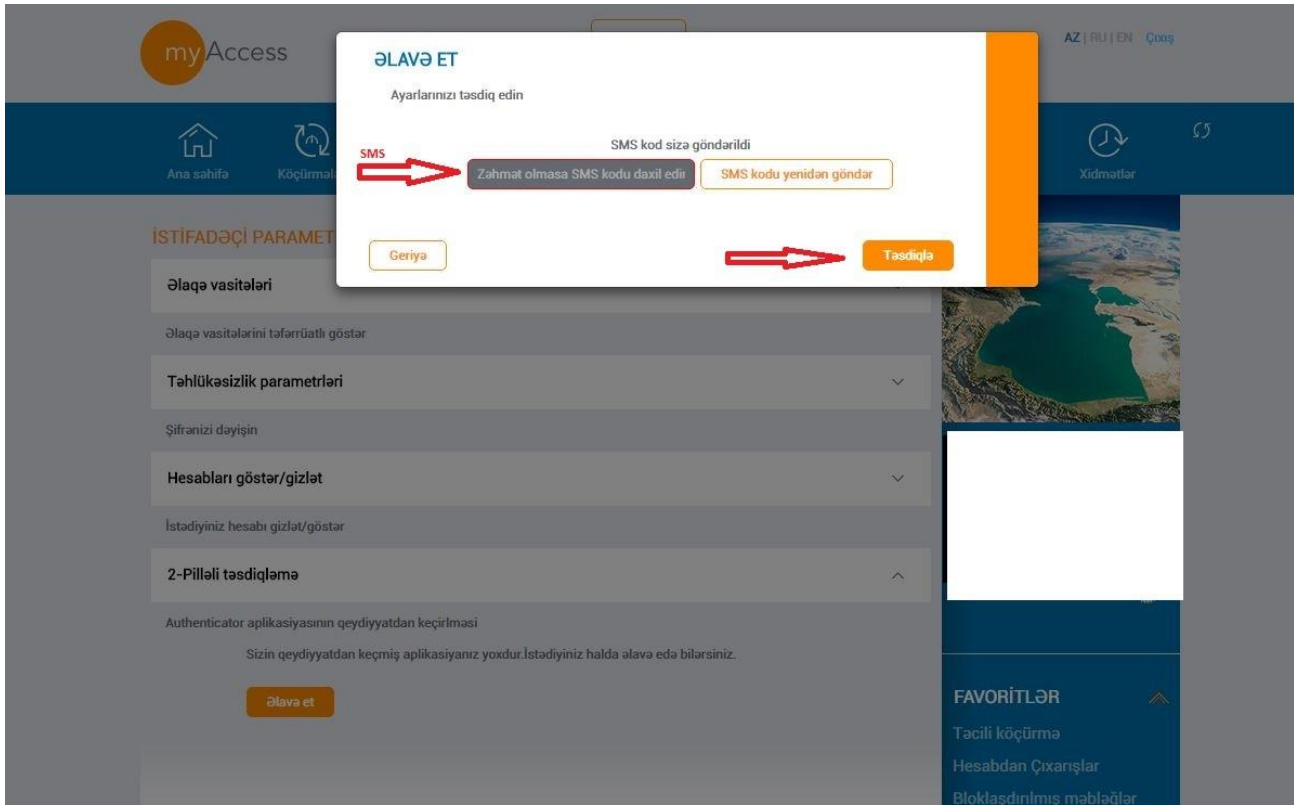 myAccess
AZ | RU | EN Çıxış
ƏLAVƏ ET
Ayarlarınızı təsdiq edin
SMS kod sizə göndərildi
SMS
Zəhmət olmasa SMS kodu daxil edir
SMS kodu yenidən göndər
Geriyə
Təsdiqlə
Ana səhifə
Köçürmələ
Xidmətlər
İSTİFADƏÇİ PARAMET
Əlaqə vasitələri
Əlaqə vasitələrini təfərrüatlı göstər
Təhlükəsizlik parametrləri
Şifrənizi dəyişin
Hesabları göstər/gizlət
İstədiyiniz hesabı gizlət/göstər
2-Pilləli təsdiqləmə
Authenticator aplikasiyasının qeydiyyatdan keçirlməsi
Sizin qeydiyyatdan keçmiş aplikasiyanız yoxdur.İstədiyiniz halda əlavə edə bilərsiniz.
Əlavə et
FAVORİTLƏR
Təcili köçürmə
Hesabdan Çıxarışlar
Bloklaşdırılmış məbləğlər